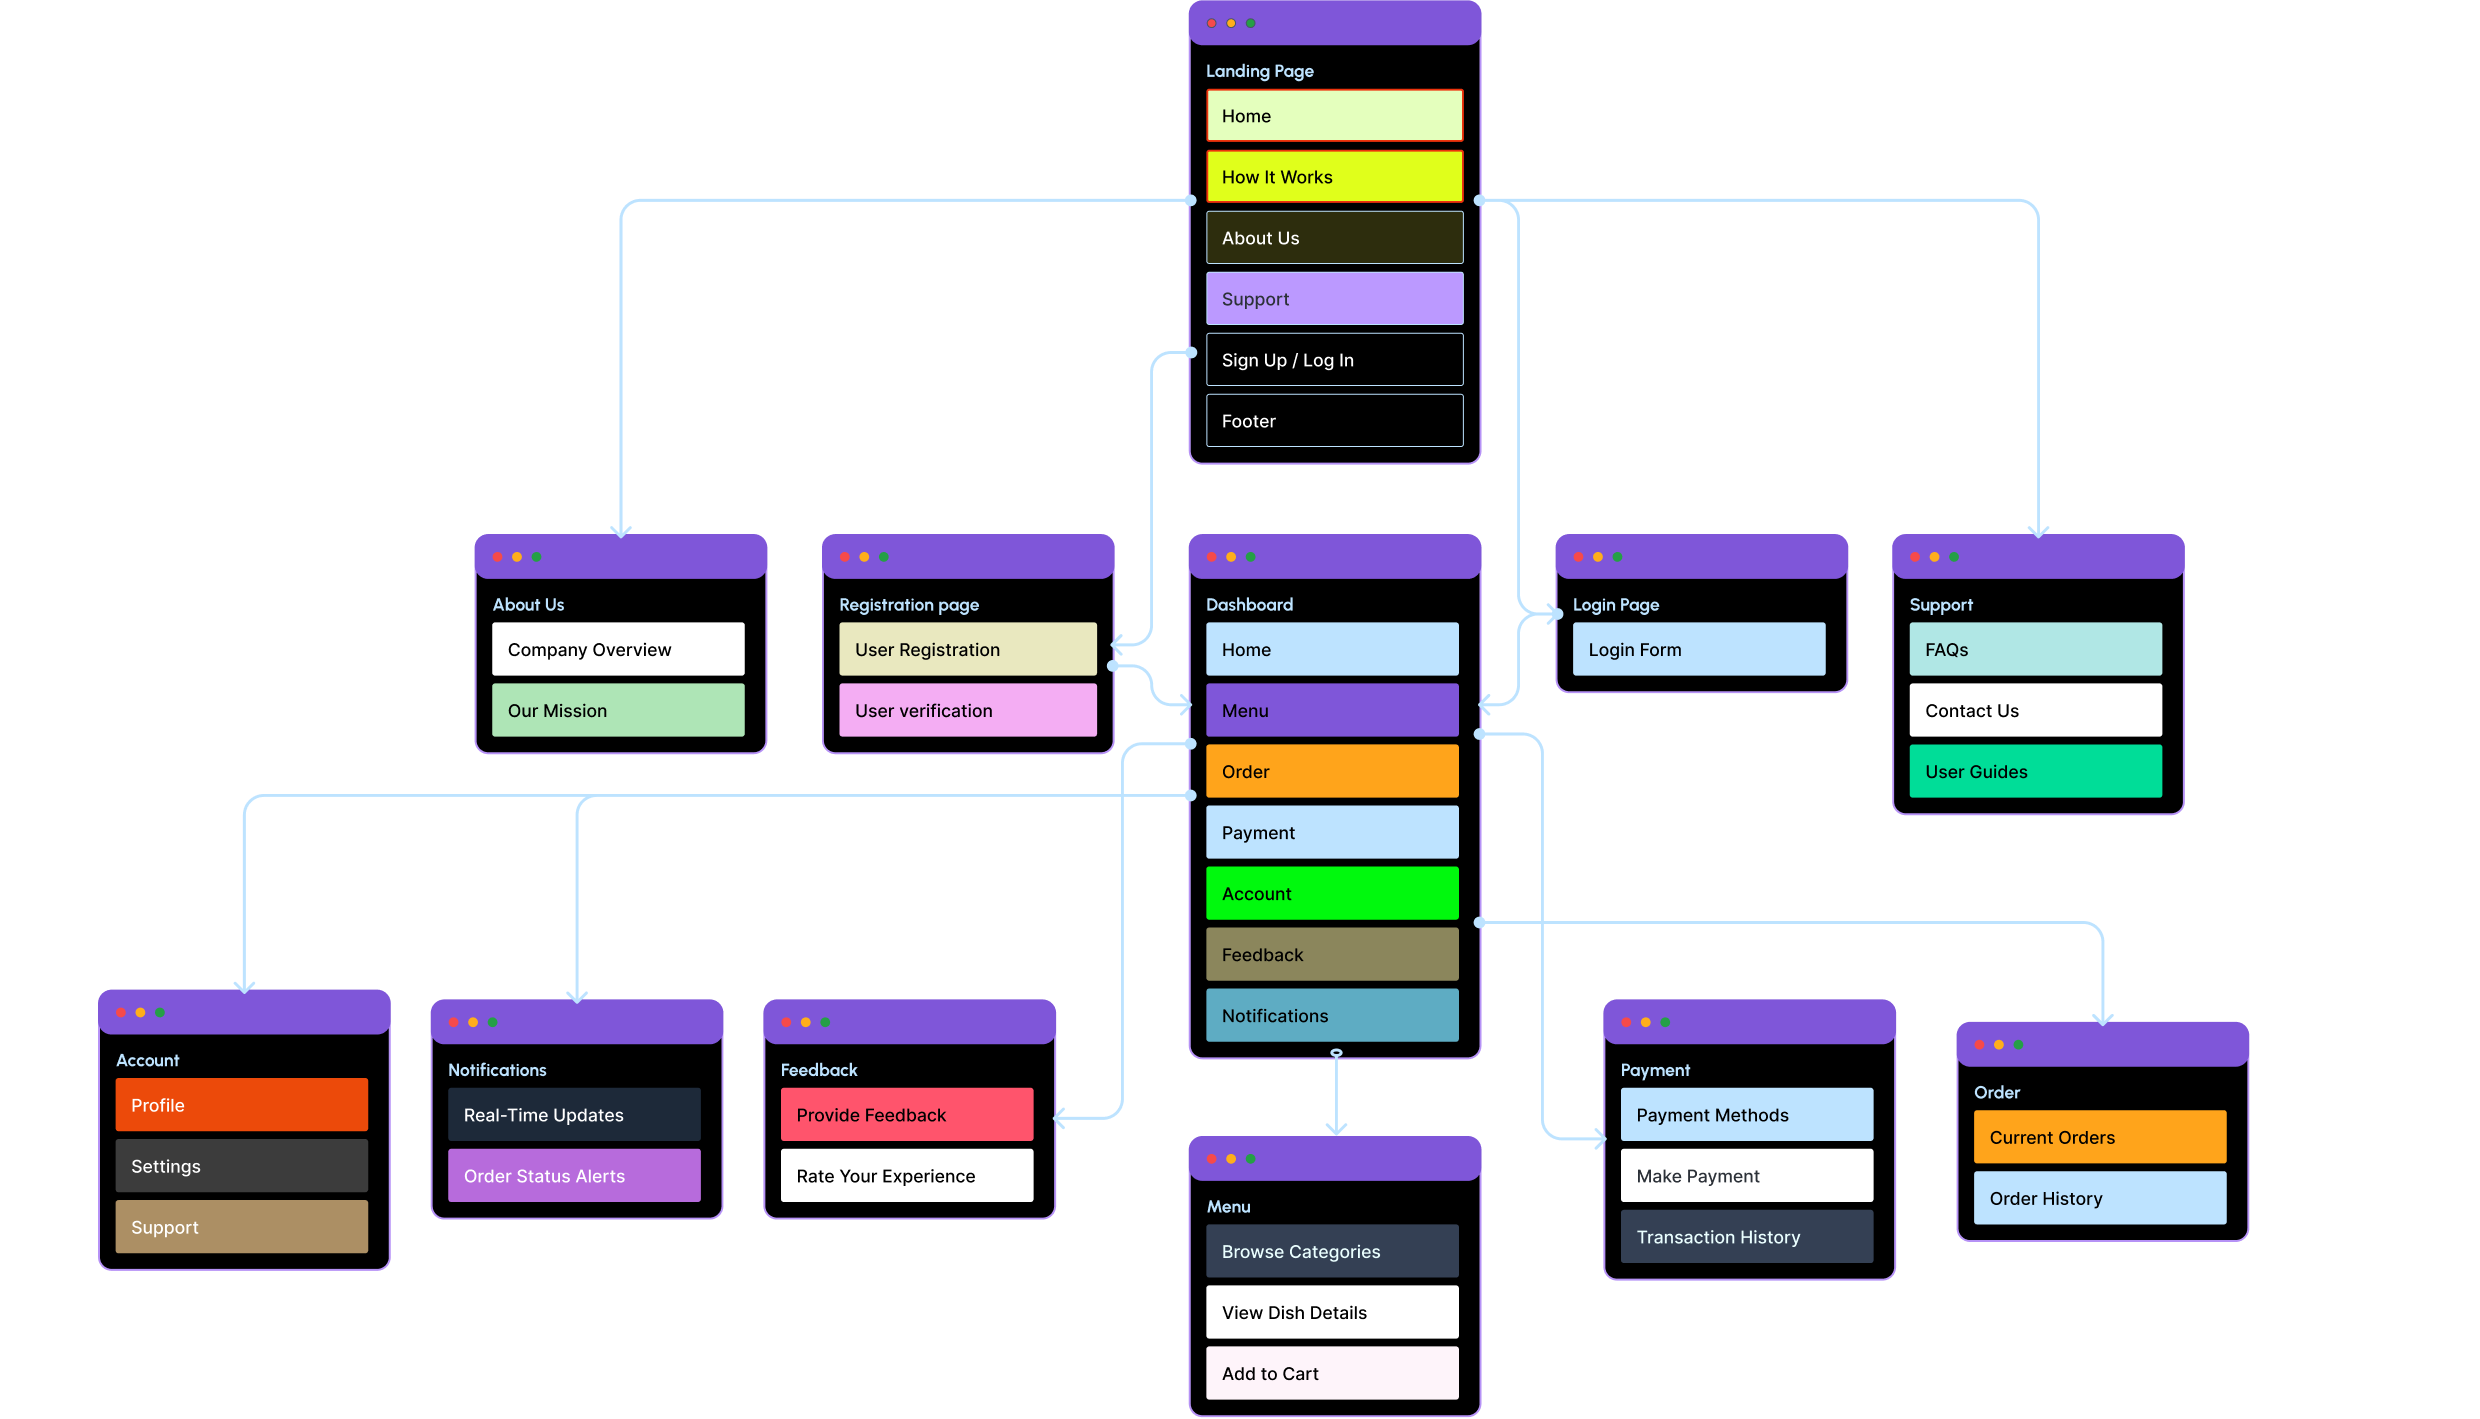 Landing Page
Home
How It Works
About Us
Support
Sign Up / Log In
Footer
About Us
Company Overview
Our Mission
Registration page
User Registration
User verification
Dashboard
Home
Menu
Order
Payment
Account
Feedback
Notifications
Login Page
Login Form
Support
FAQs
Contact Us
User Guides
Account
Profile
Settings
Support
Notifications
Real-Time Updates
Order Status Alerts
Feedback
Provide Feedback
Rate Your Experience
Menu
Browse Categories
View Dish Details
Add to Cart
Payment
Payment Methods
Make Payment
Transaction History
Order
Current Orders
Order History